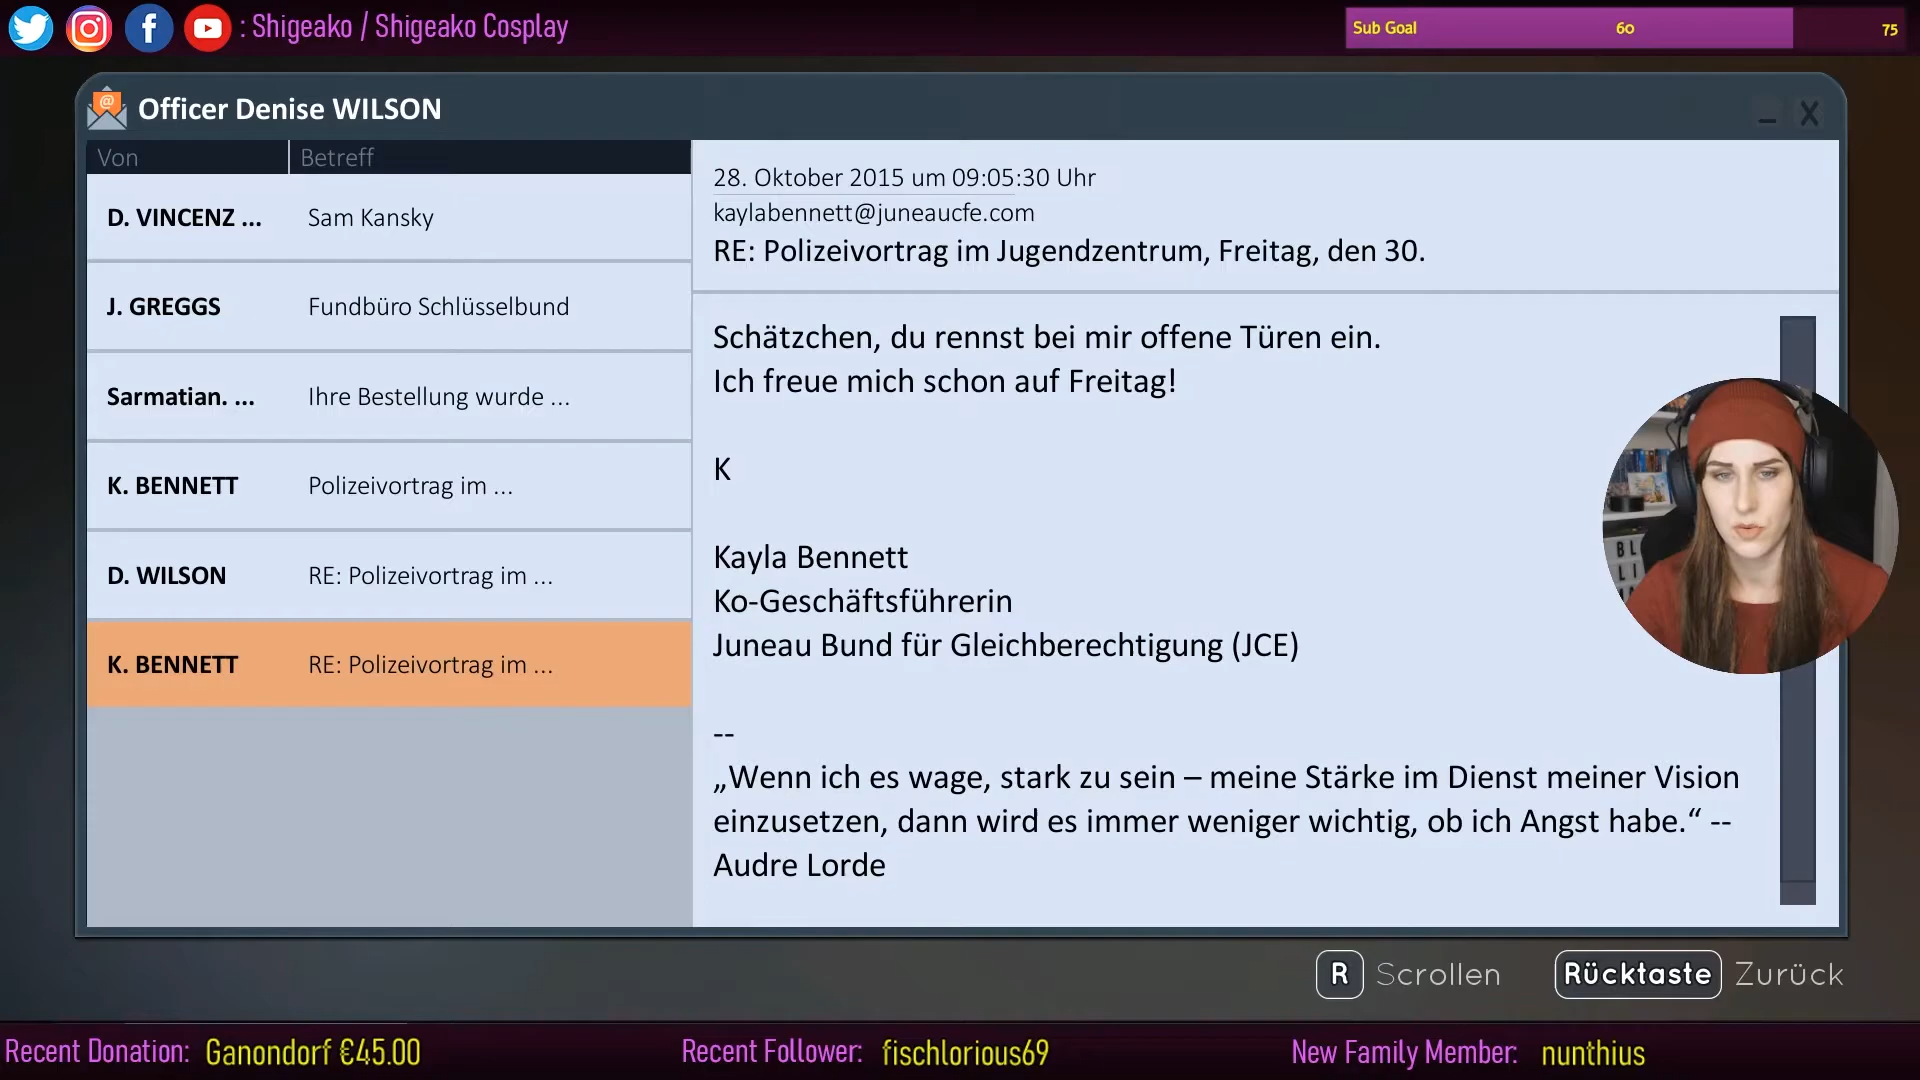 : Shigeako / Shigeako Cosplay
Sub Goal 60 75
Officer Denise WILSON
_ X
Von Betreff
D. VINCENZ ... Sam Kansky
J. GREGGS Fundbüro Schlüsselbund
Sarmatian. ... Ihre Bestellung wurde ...
K. BENNETT Polizeivortrag im ...
D. WILSON RE: Polizeivortrag im ...
K. BENNETT RE: Polizeivortrag im ...
28. Oktober 2015 um 09:05:30 Uhr
kaylabennett@juneaucfe.com
RE: Polizeivortrag im Jugendzentrum, Freitag, den 30.
Schätzchen, du rennst bei mir offene Türen ein.
Ich freue mich schon auf Freitag!
K
Kayla Bennett
Ko-Geschäftsführerin
Juneau Bund für Gleichberechtigung (JCE)
--
„Wenn ich es wage, stark zu sein – meine Stärke im Dienst meiner Vision
einzusetzen, dann wird es immer weniger wichtig, ob ich Angst habe.“ --
Audre Lorde
BL
LI
R Scrollen Rücktaste Zurück
Recent Donation: Ganondorf €45.00 Recent Follower: fischlorious69 New Family Member: nunthius